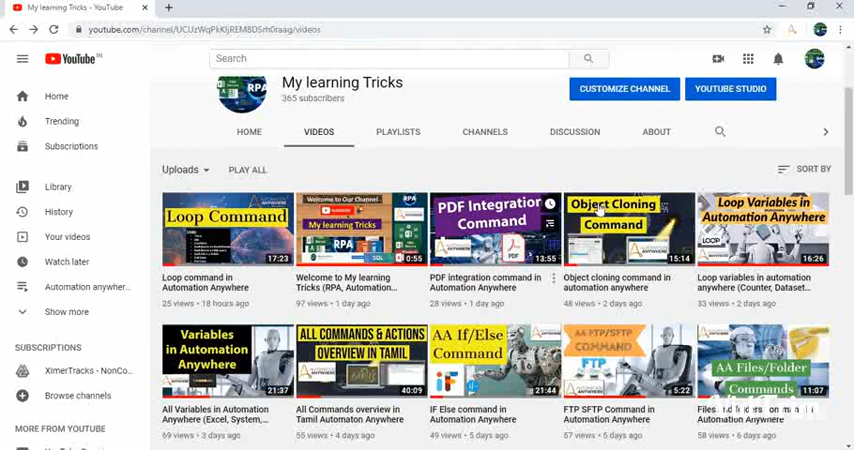 My learning Tricks - YouTube
youtube.com/channel/UCUzWqPkKIjREM8DSrh0raag/videos
YouTube IN
Search
Home
Trending
Subscriptions
Library
History
Your videos
Watch later
Automation anywher...
Show more
SUBSCRIPTIONS
XimerTracks - NonCo...
Browse channels
MORE FROM YOUTUBE
My learning Tricks
365 subscribers
CUSTOMIZE CHANNEL
YOUTUBE STUDIO
HOME
VIDEOS
PLAYLISTS
CHANNELS
DISCUSSION
ABOUT
Uploads
PLAY ALL
SORT BY
Loop Command
17:23
Welcome to Our Channel
My learning Tricks
RPA
SQL
0:55
PDF Integration
Command
13:55
Object Cloning
Command
15:14
Loop Variables in
Automation Anywhere
LOOP
16:26
Loop command in
Automation Anywhere
25 views • 18 hours ago
Welcome to My learning
Tricks (RPA, Automation...
97 views • 1 day ago
PDF integration command in
Automation Anywhere
28 views • 1 day ago
Object cloning command in
automation anywhere
48 views • 2 days ago
Loop variables in automation
anywhere (Counter, Dataset...
33 views • 2 days ago
Variables
in Automation
Anywhere
21:37
ALL COMMANDS & ACTIONS
OVERVIEW IN TAMIL
40:09
AA If/Else
Command
IF
21:44
AA FTP/SFTP
COMMAND
FTP
5:22
AA Files/Folder
Commands
11:07
All Variables in Automation
Anywhere (Excel, System,...
69 views • 3 days ago
All Commands overview in
Tamil Automaton Anywhere
55 views • 4 days ago
IF Else command in
Automation Anywhere
49 views • 5 days ago
FTP SFTP Command in
Automation Anywhere
57 views • 5 days ago
Files and folders command in
Automation Anywhere
58 views • 6 days ago